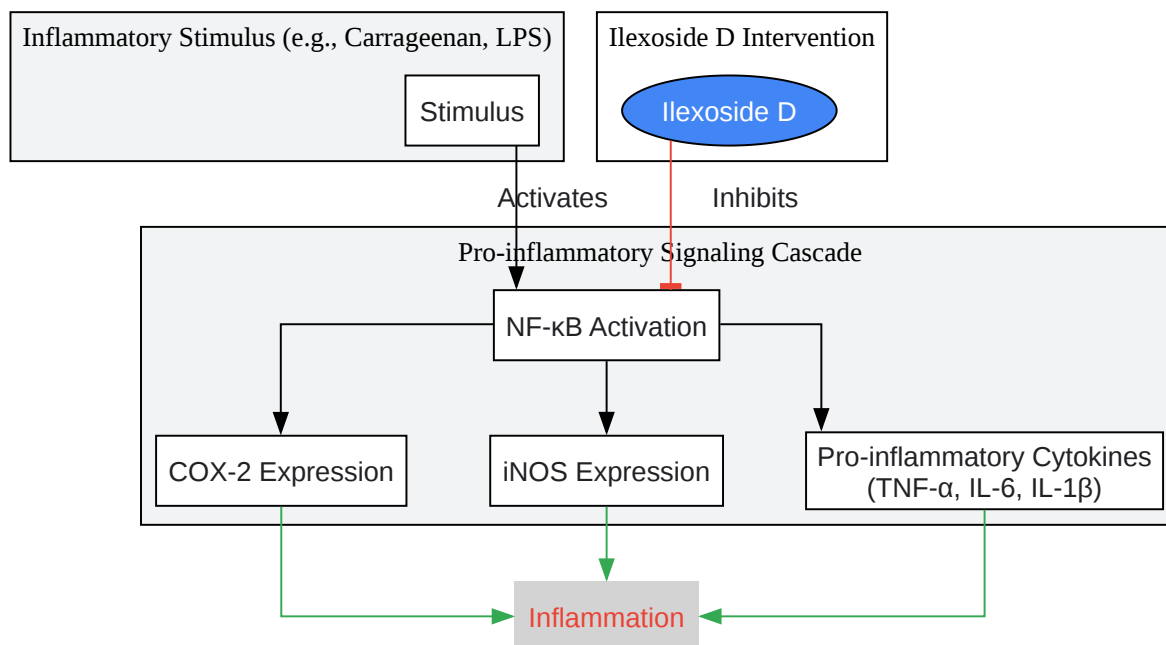 Inflammatory Stimulus (e.g., Carrageenan, LPS)
Ilexoside D Intervention
Stimulus
Ilexoside D
Activates
Inhibits
Pro-inflammatory Signaling Cascade
NF-κB Activation
COX-2 Expression
iNOS Expression
Pro-inflammatory Cytokines
(TNF-α, IL-6, IL-1β)
Inflammation